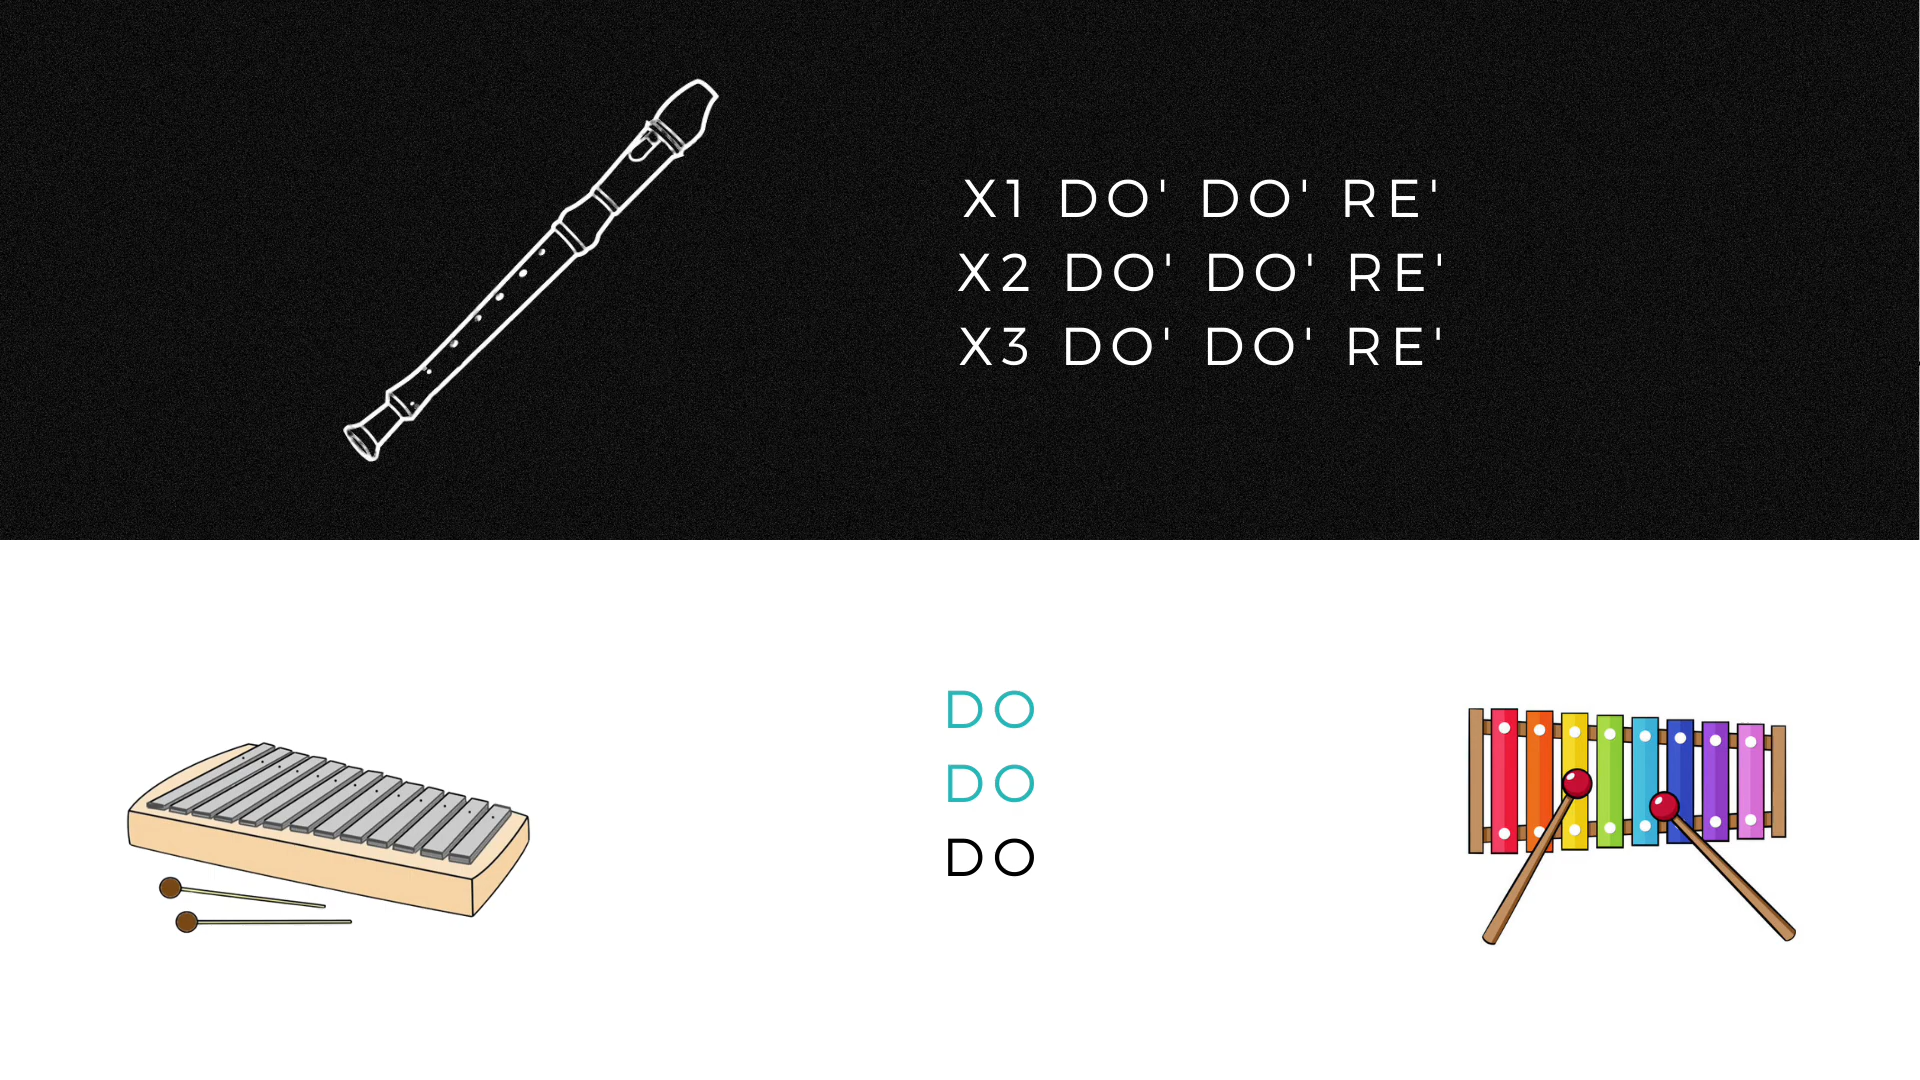 X1 DO' DO' RE'
X2 DO' DO' RE'
X3 DO' DO' RE'
DO
DO
DO